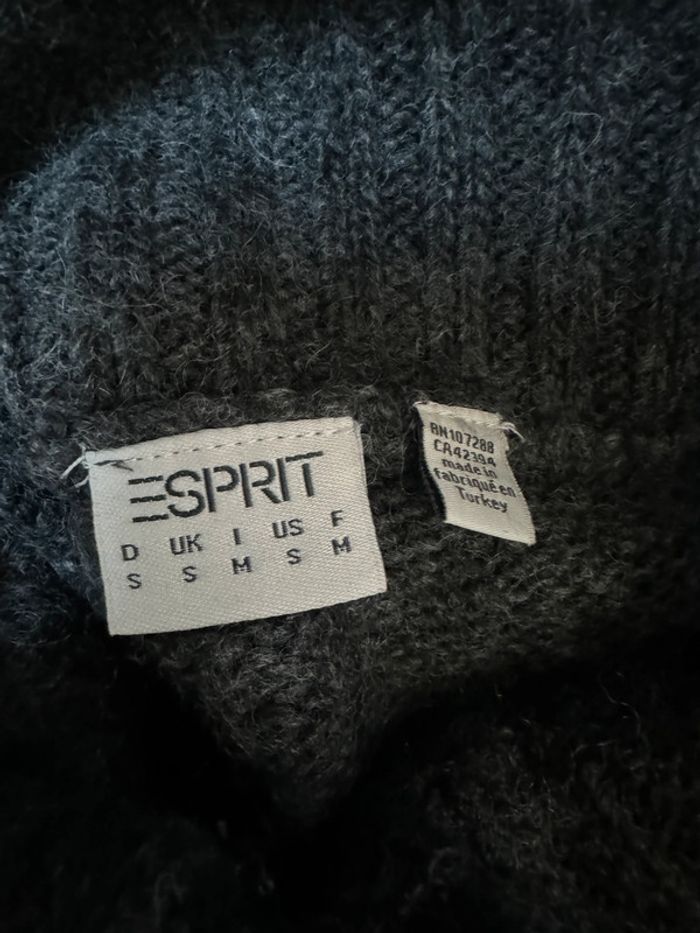 ESPRIT
D UK I US F
S S M S M
RN107288
CA42394
made in
fabriqué en
Turkey